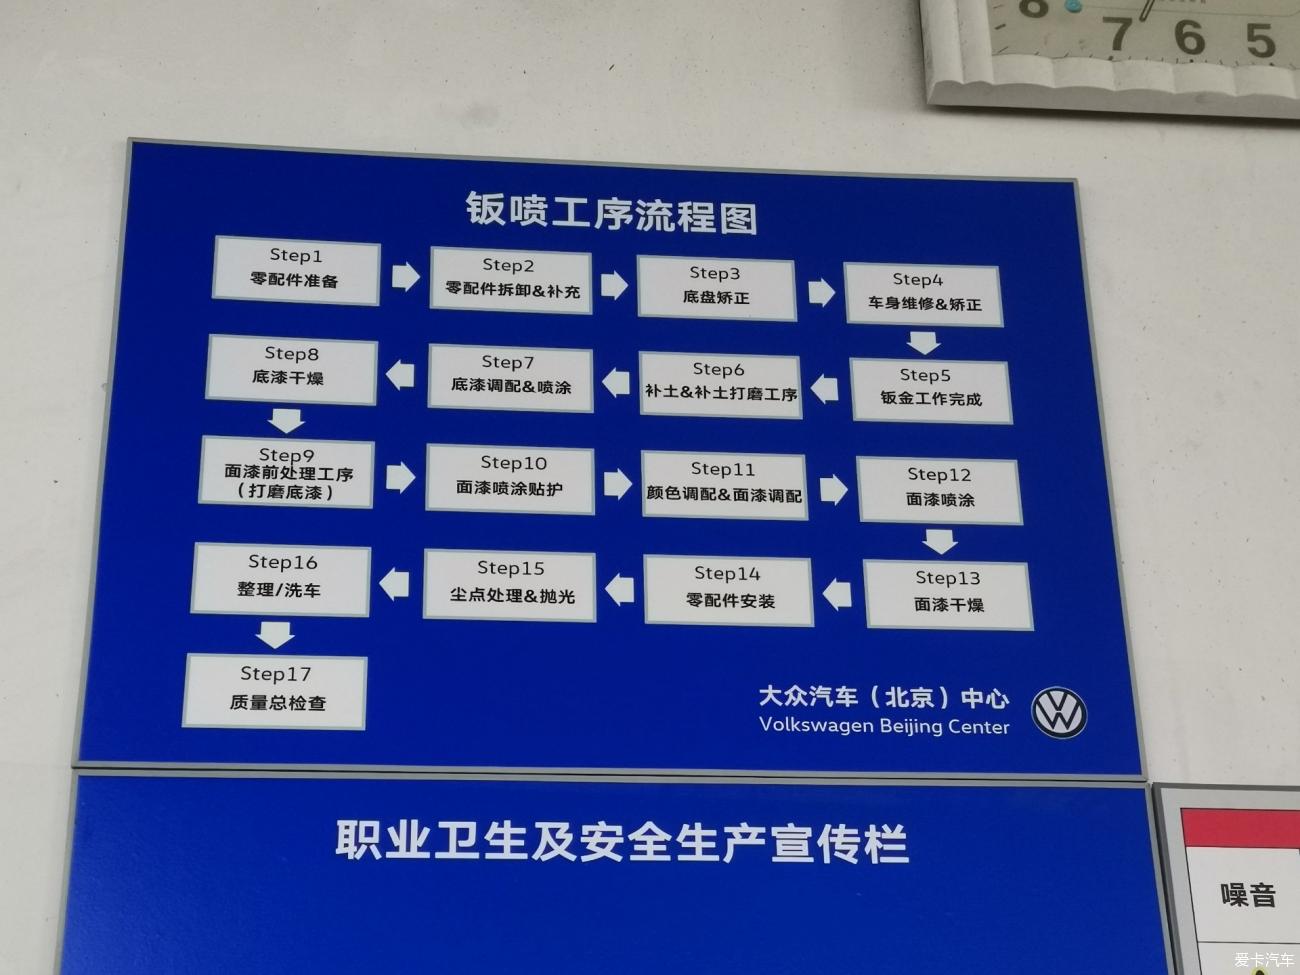 8 7 6 5
钣喷工序流程图
Step1
零配件准备
Step2
零配件拆卸&补充
Step3
底盘矫正
Step4
车身维修&矫正
Step5
钣金工作完成
Step6
补土&补土打磨工序
Step7
底漆调配&喷涂
Step8
底漆干燥
Step9
面漆前处理工序
（打磨底漆）
Step10
面漆喷涂贴护
Step11
颜色调配&面漆调配
Step12
面漆喷涂
Step13
面漆干燥
Step14
零配件安装
Step15
尘点处理&抛光
Step16
整理/洗车
Step17
质量总检查
大众汽车（北京）中心
Volkswagen Beijing Center
职业卫生及安全生产宣传栏
噪音
爱卡汽车